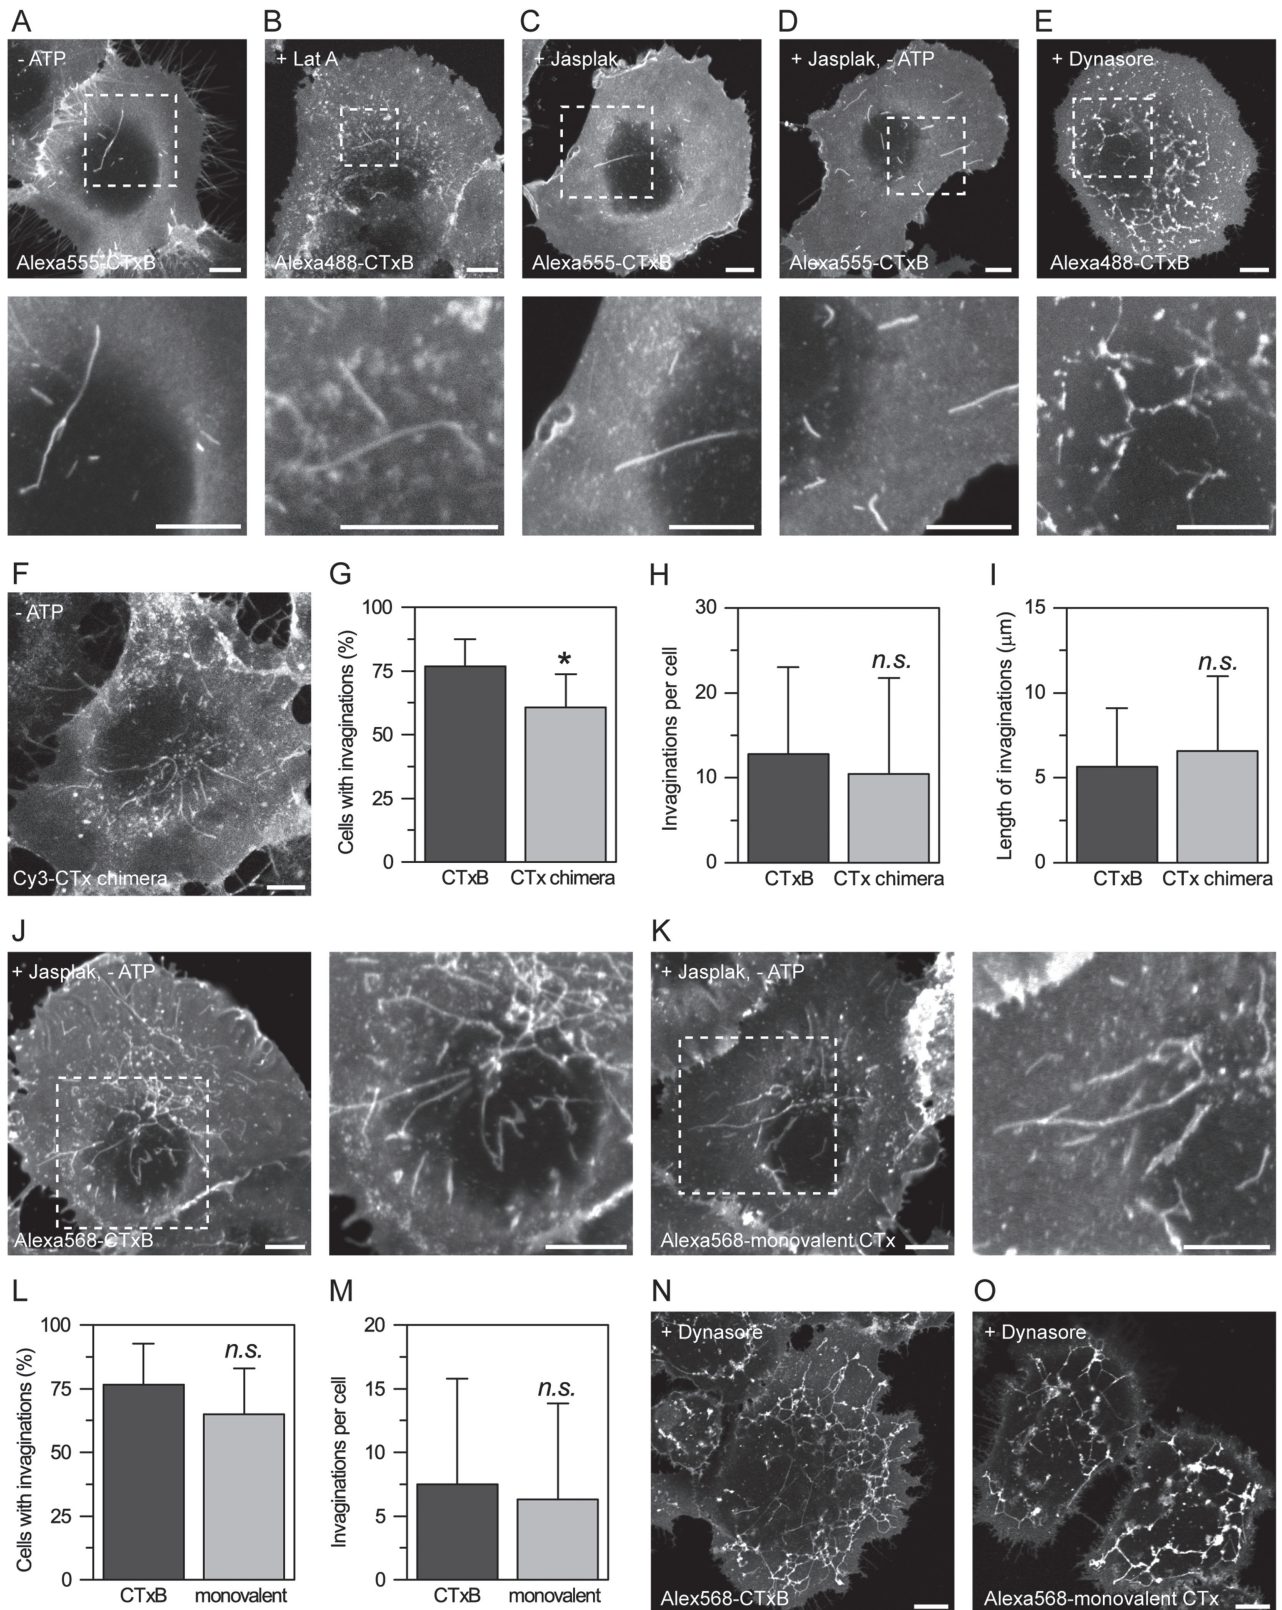 A
B
C
D
E
- ATP
+ Lat A
+ Jasplak
+ Jasplak, - ATP
+ Dynasore
Alexa555-CTxB
Alexa488-CTxB
Alexa555-CTxB
Alexa555-CTxB
Alexa488-CTxB
F
G
H
I
- ATP
Cy3-CTx chimera
100
75
50
25
0
Cells with invaginations (%)
*
CTxB
CTx chimera
30
20
10
0
Invaginations per cell
n.s.
CTxB
CTx chimera
15
10
5
0
Length of invaginations (μm)
n.s.
CTxB
CTx chimera
J
K
+ Jasplak, - ATP
Alexa568-CTxB
+ Jasplak, - ATP
Alexa568-monovalent CTx
L
M
N
O
100
75
50
25
0
Cells with invaginations (%)
n.s.
CTxB
monovalent
20
15
10
5
0
Invaginations per cell
n.s.
CTxB
monovalent
+ Dynasore
Alex568-CTxB
+ Dynasore
Alexa568-monovalent CTx